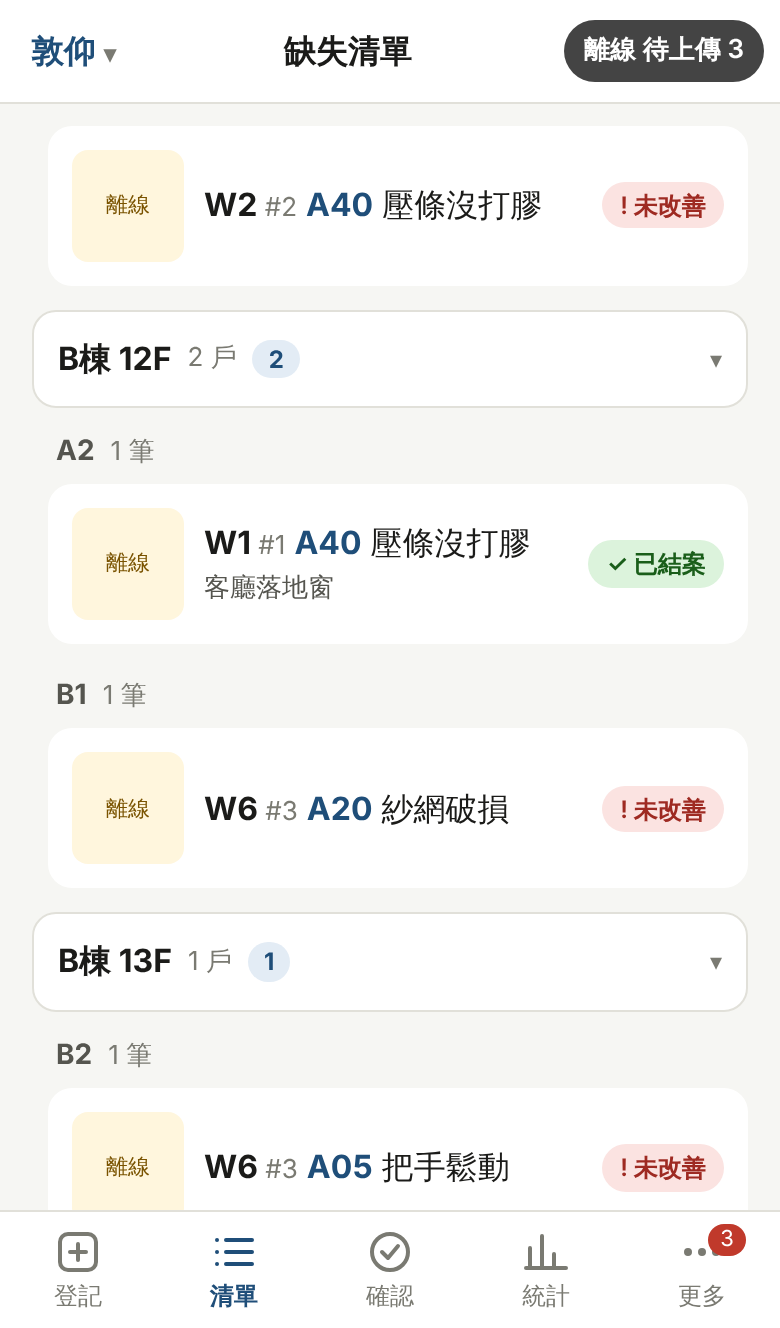 敦仰 ▾ 缺失清單 離線 待上傳 3
離線 W2 #2 A40 壓條沒打膠 ! 未改善
B棟 12F 2 戶 2 ▾
A2 1 筆
離線 W1 #1 A40 壓條沒打膠 ✓ 已結案
客廳落地窗
B1 1 筆
離線 W6 #3 A20 紗網破損 ! 未改善
B棟 13F 1 戶 1 ▾
B2 1 筆
離線 W6 #3 A05 把手鬆動 ! 未改善
3
登記 清單 確認 統計 更多